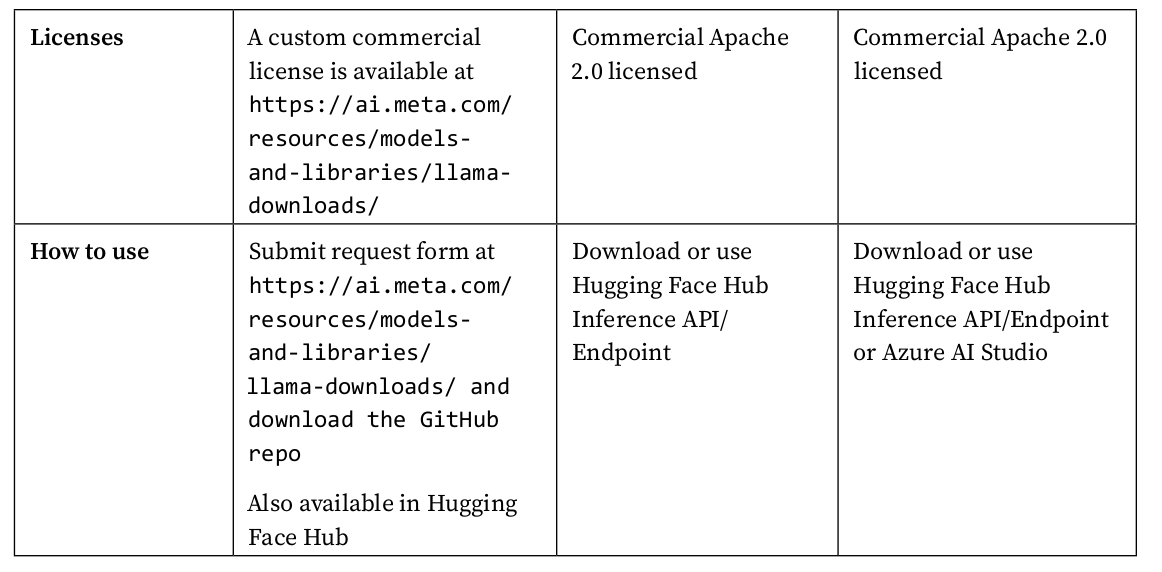 Licenses
A custom commercial
license is available at
https://ai.meta.com/
resources/models-
and-libraries/llama-
downloads/
Commercial Apache
2.0 licensed
Commercial Apache 2.0
licensed
How to use
Submit request form at
https://ai.meta.com/
resources/models-
and-libraries/
llama-downloads/ and
download the GitHub
repo
Also available in Hugging
Face Hub
Download or use
Hugging Face Hub
Inference API/
Endpoint
Download or use
Hugging Face Hub
Inference API/Endpoint
or Azure AI Studio